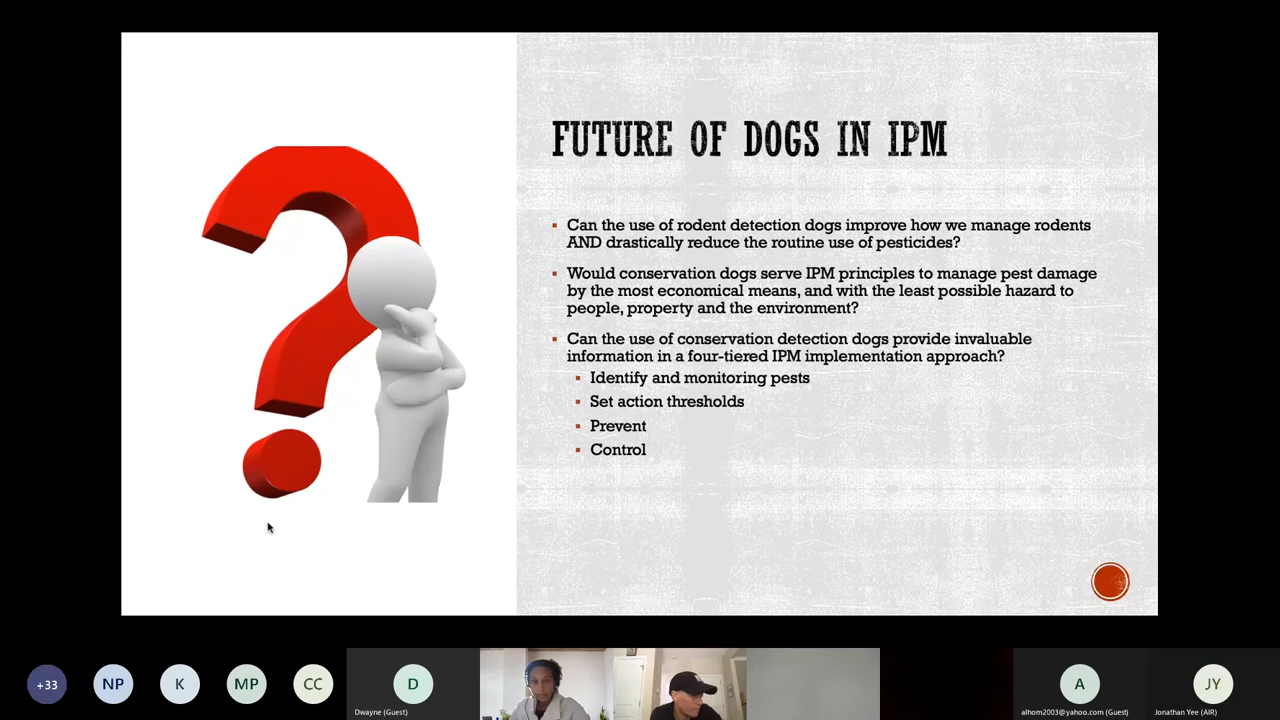 FUTURE OF DOGS IN IPM
Can the use of rodent detection dogs improve how we manage rodents
AND drastically reduce the routine use of pesticides?
Would conservation dogs serve IPM principles to manage pest damage
by the most economical means, and with the least possible hazard to
people, property and the environment?
Can the use of conservation detection dogs provide invaluable
information in a four-tiered IPM implementation approach?
Identify and monitoring pests
Set action thresholds
Prevent
Control
+33
NP
K
MP
CC
D
A
JY
Dwayne (Guest)
alhom2003@yahoo.com (Guest)
Jonathan Yee (AIR)